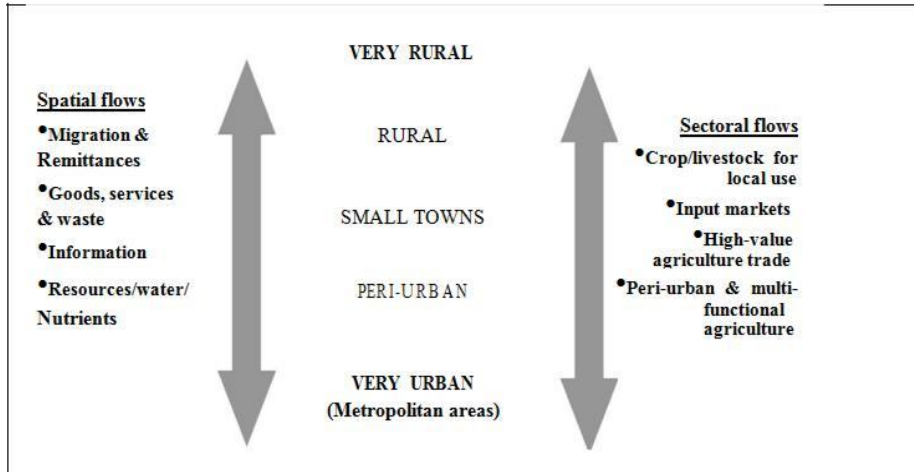 VERY RURAL
Spatial flows
•Migration &
Remittances
•Goods, services
& waste
•Information
•Resources/water/
Nutrients
RURAL
SMALL TOWNS
PERI-URBAN
VERY URBAN
(Metropolitan areas)
Sectoral flows
•Crop/livestock for
local use
•Input markets
•High-value
agriculture trade
•Peri-urban & multi-
functional
agriculture